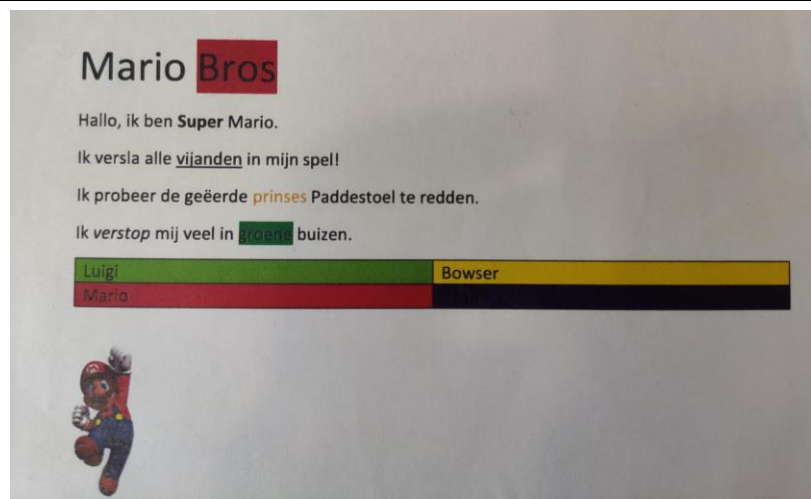 Mario Bros
Hallo, ik ben Super Mario.
Ik versla alle vijanden in mijn spel!
Ik probeer de geëerde prinses Paddestoel te redden.
Ik verstop mij veel in groene buizen.
Luigi Bowser
Mario